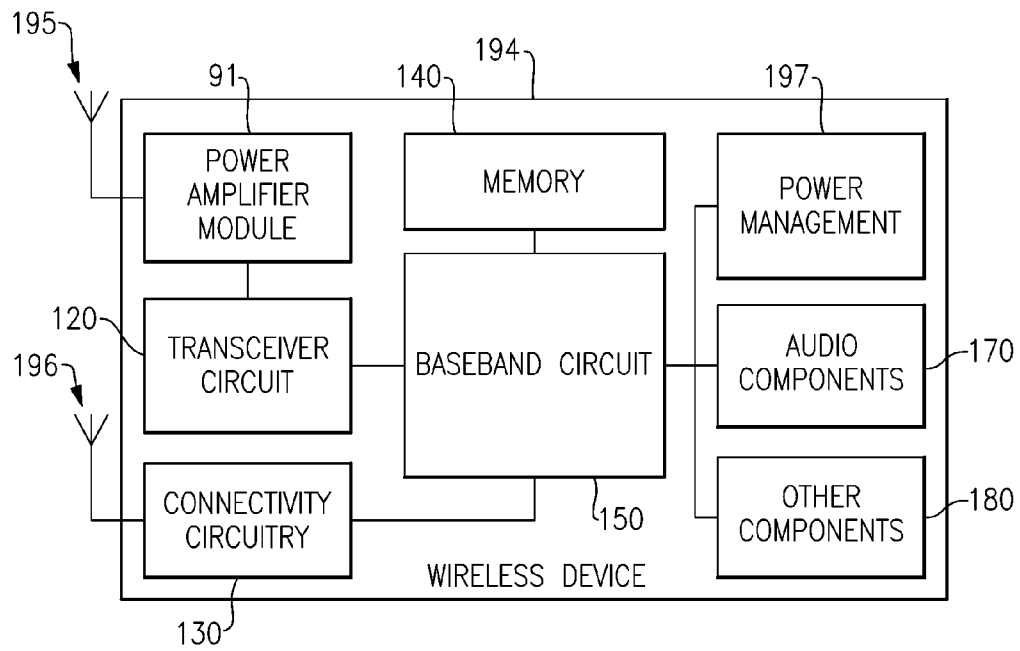 195
194
91
140
197
POWER
AMPLIFIER
MODULE
MEMORY
POWER
MANAGEMENT
120
TRANSCEIVER
CIRCUIT
BASEBAND CIRCUIT
AUDIO
COMPONENTS
170
196
CONNECTIVITY
CIRCUITRY
150
OTHER
COMPONENTS
180
WIRELESS DEVICE
130